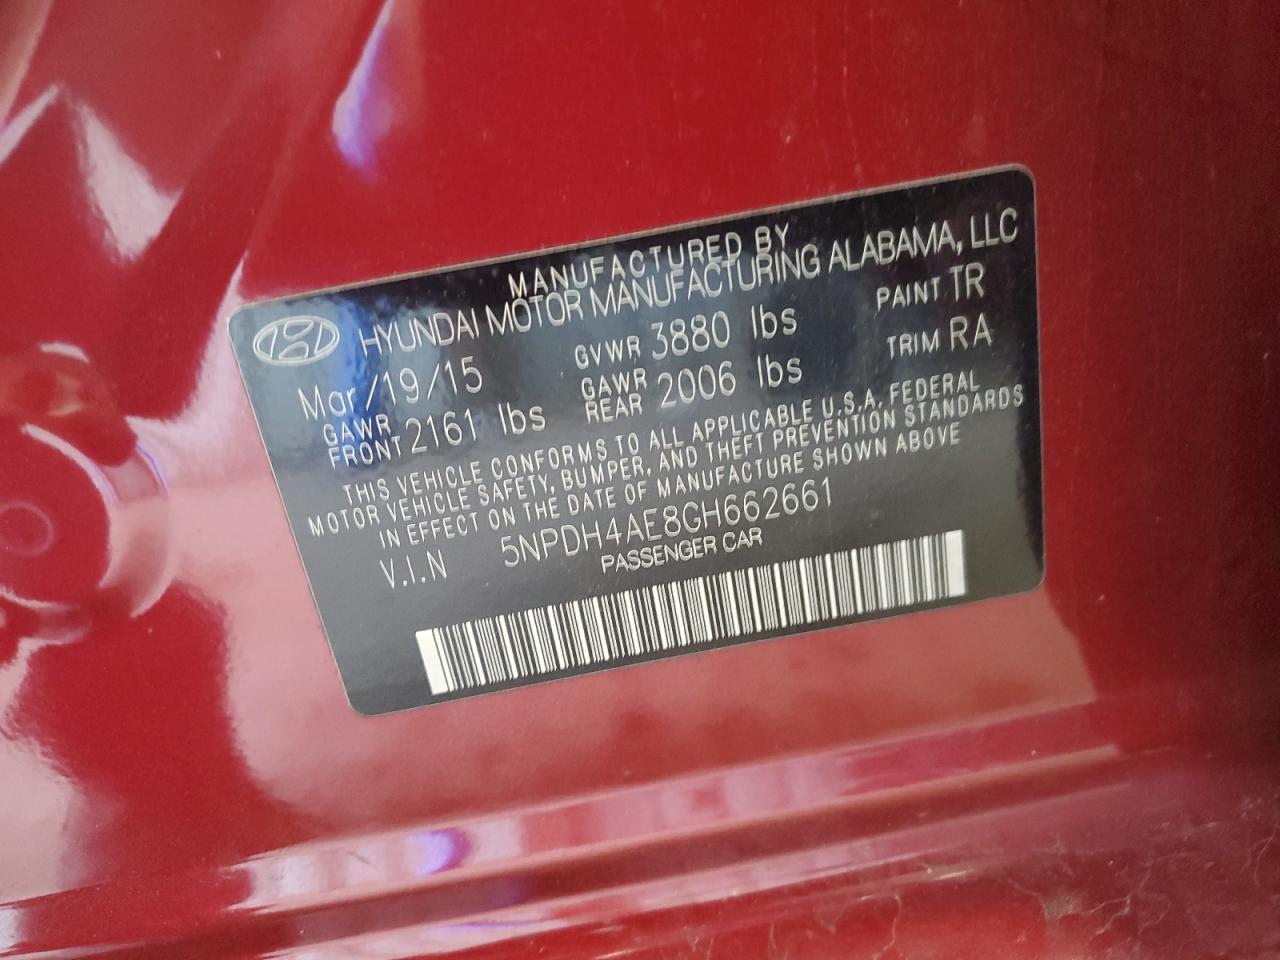 MANUFACTURED BY
HYUNDAI MOTOR MANUFACTURING ALABAMA, LLC
Mar/19/15 GVWR 3880 lbs PAINT TR
GAWR FRONT 2161 lbs GAWR REAR 2006 lbs TRIM RA
THIS VEHICLE CONFORMS TO ALL APPLICABLE U.S.A. FEDERAL
MOTOR VEHICLE SAFETY, BUMPER, AND THEFT PREVENTION STANDARDS
IN EFFECT ON THE DATE OF MANUFACTURE SHOWN ABOVE
V.I.N 5NPDH4AE8GH662661
PASSENGER CAR